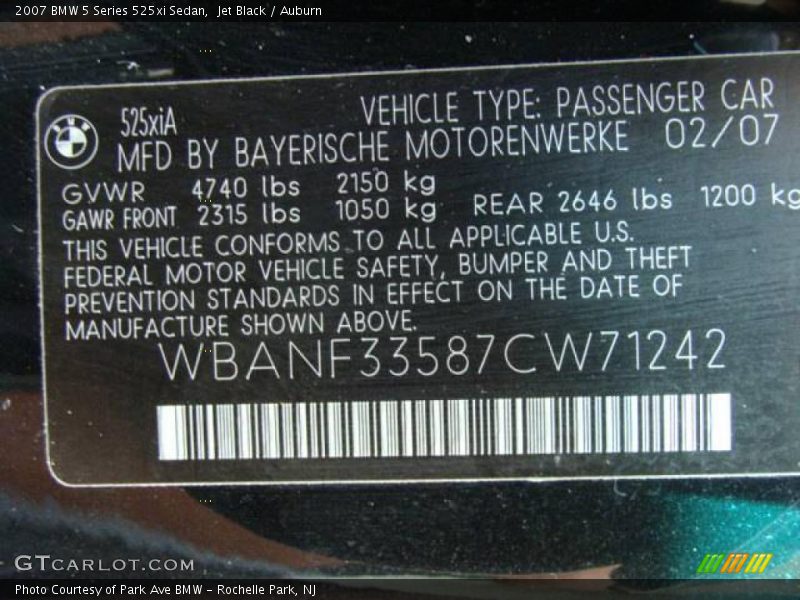 2007 BMW 5 Series 525xi Sedan,  Jet Black / Auburn
BMW
525xiA
VEHICLE TYPE: PASSENGER CAR
MFD BY BAYERISCHE MOTORENWERKE 02/07
GVWR 4740 lbs 2150 kg
GAWR FRONT 2315 lbs 1050 kg REAR 2646 lbs 1200 kg
THIS VEHICLE CONFORMS TO ALL APPLICABLE U.S.
FEDERAL MOTOR VEHICLE SAFETY, BUMPER AND THEFT
PREVENTION STANDARDS IN EFFECT ON THE DATE OF
MANUFACTURE SHOWN ABOVE.
WBANF33587CW71242
GTCARLOT.COM
Photo Courtesy of Park Ave BMW - Rochelle Park, NJ